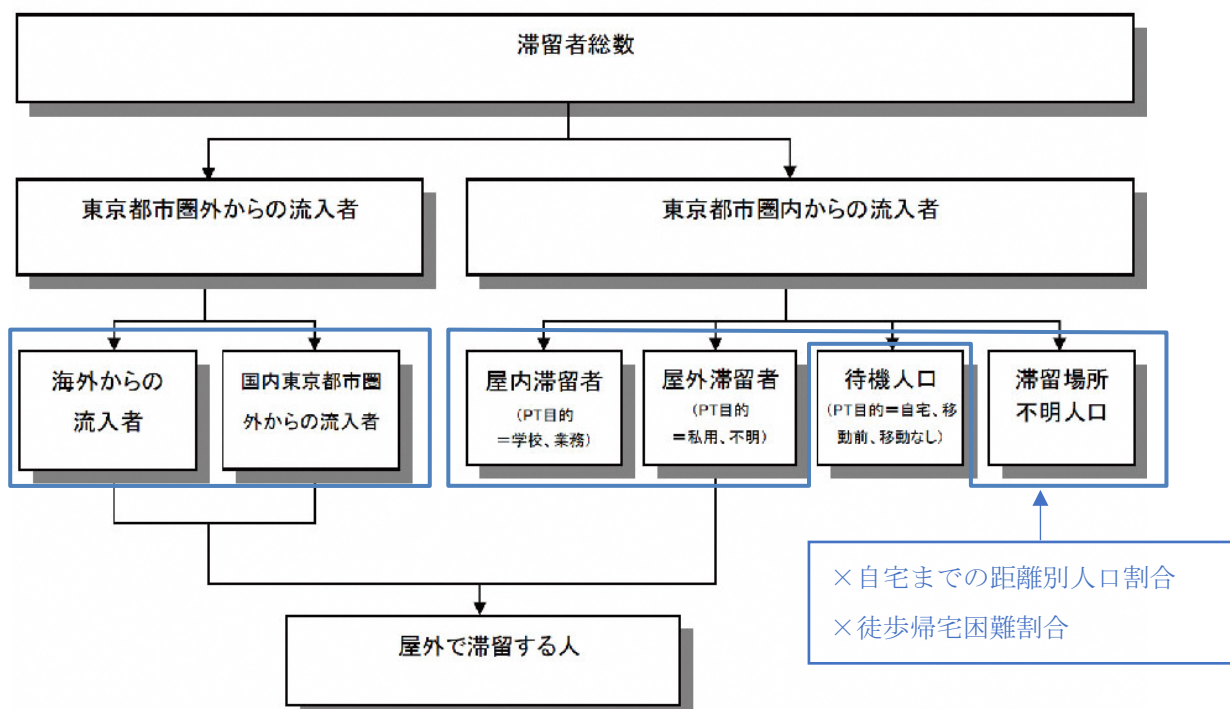 滞留者総数
東京都市圏外からの流入者
東京都市圏内からの流入者
海外からの
流入者
国内東京都市圏
外からの流入者
屋内滞留者
(PT目的
=学校、業務)
屋外滞留者
(PT目的
=私用、不明)
待機人口
(PT目的=自宅、移
動前、移動なし)
滞留場所
不明人口
×自宅までの距離別人口割合
×徒歩帰宅困難割合
屋外で滞留する人